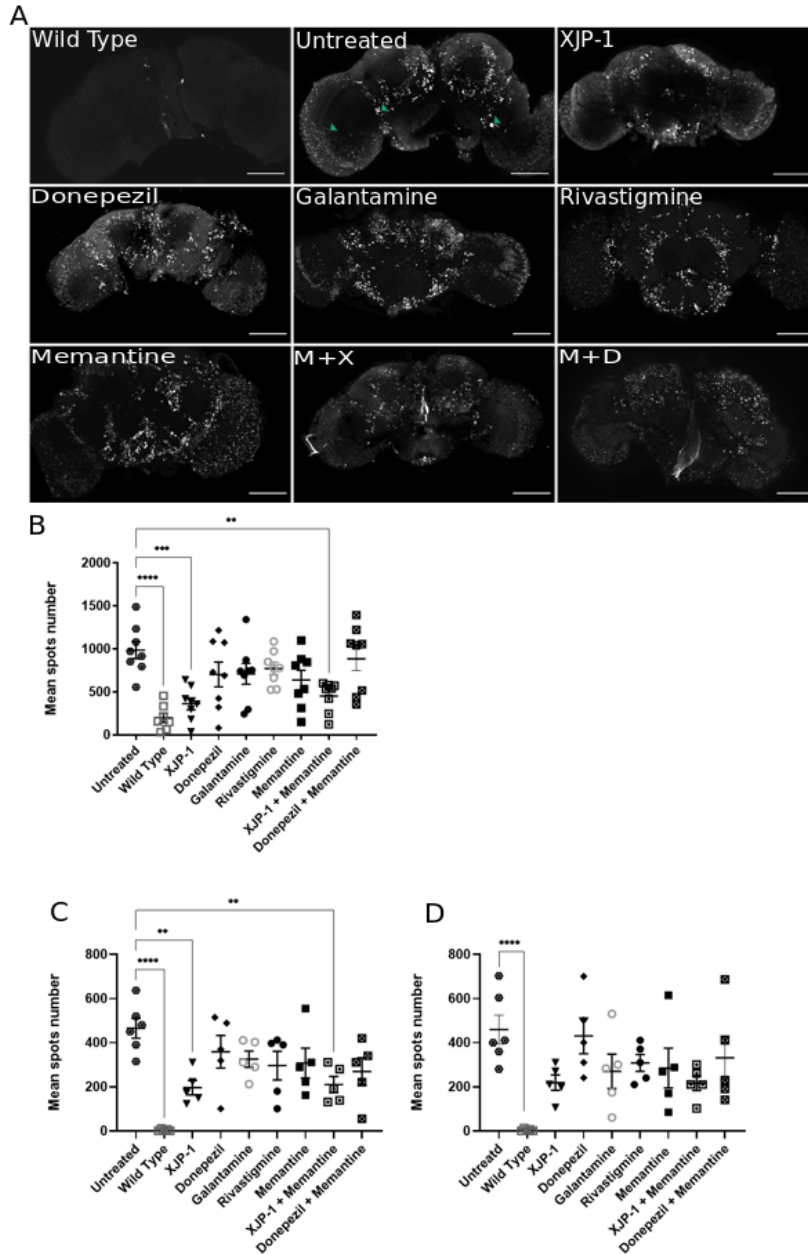 A
Wild Type
Untreated
XJP-1
Donepezil
Galantamine
Rivastigmine
Memantine
M+X
M+D
B
**
***
****
Mean spots number
2000
1500
1000
500
0
Untreated
Wild Type
XJP-1
Donepezil
Galantamine
Rivastigmine
Memantine
XJP-1 + Memantine
Donepezil + Memantine
C
**
**
****
Mean spots number
800
600
400
200
0
Untreated
Wild Type
XJP-1
Donepezil
Galantamine
Rivastigmine
Memantine
XJP-1 + Memantine
Donepezil + Memantine
D
****
Mean spots number
800
600
400
200
0
Untreatd
Wild Type
XJP-1
Donepezil
Galantamine
Rivastigmine
Memantine
XJP-1 + Memantine
Donepezil + Memantine